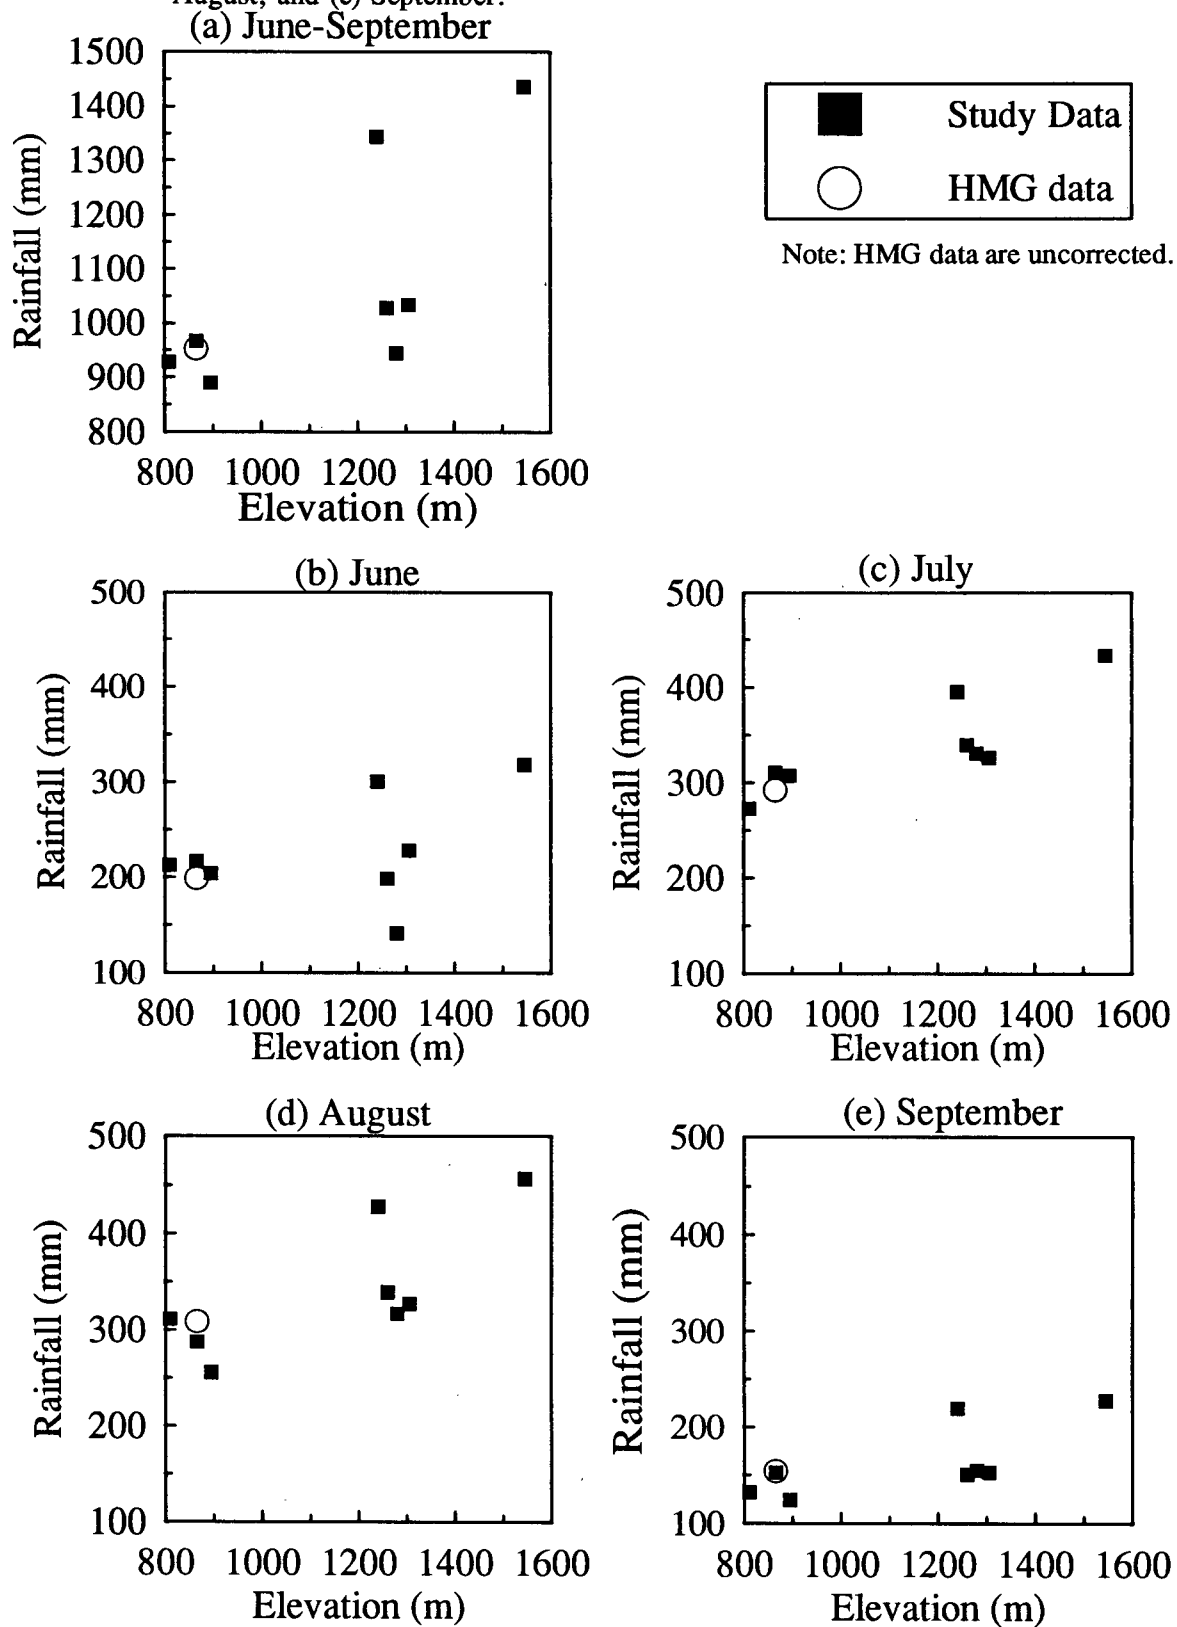 August, and (e) September.
(a) June-September
1500
1400
1300
1200
1100
1000
900
800
Rainfall (mm)
800 1000 1200 1400 1600
Elevation (m)
Study Data
HMG data
Note: HMG data are uncorrected.
(b) June
500
400
300
200
100
Rainfall (mm)
800 1000 1200 1400 1600
Elevation (m)
(c) July
500
400
300
200
100
Rainfall (mm)
800 1000 1200 1400 1600
Elevation (m)
(d) August
500
400
300
200
100
Rainfall (mm)
800 1000 1200 1400 1600
Elevation (m)
(e) September
500
400
300
200
100
Rainfall (mm)
800 1000 1200 1400 1600
Elevation (m)